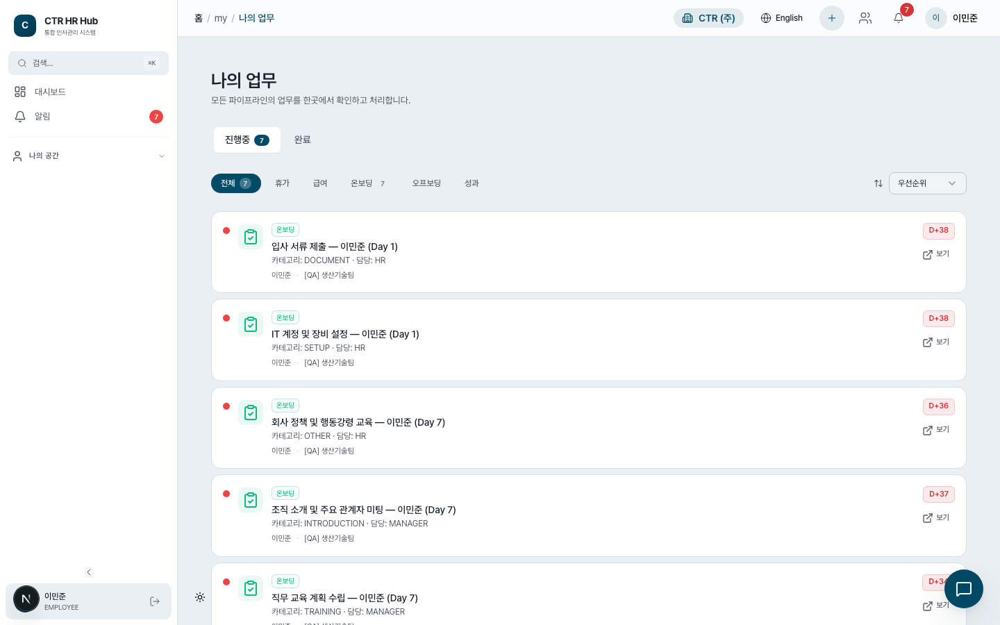 C
CTR HR Hub
통합 인사관리 시스템
검색...
⌘K
대시보드
알림
7
나의 공간
이민준
EMPLOYEE
홈 / my / 나의 업무
CTR (주)
English
7
이
이민준
나의 업무
모든 파이프라인의 업무를 한곳에서 확인하고 처리합니다.
진행중 7
완료
전체 7
휴가
급여
온보딩 7
오프보딩
성과
우선순위
온보딩
입사 서류 제출 — 이민준 (Day 1)
카테고리: DOCUMENT · 담당: HR
이민준 · [QA] 생산기술팀
D+38
보기
온보딩
IT 계정 및 장비 설정 — 이민준 (Day 1)
카테고리: SETUP · 담당: HR
이민준 · [QA] 생산기술팀
D+38
보기
온보딩
회사 정책 및 행동강령 교육 — 이민준 (Day 7)
카테고리: OTHER · 담당: HR
이민준 · [QA] 생산기술팀
D+36
보기
온보딩
조직 소개 및 주요 관계자 미팅 — 이민준 (Day 7)
카테고리: INTRODUCTION · 담당: MANAGER
이민준 · [QA] 생산기술팀
D+37
보기
온보딩
직무 교육 계획 수립 — 이민준 (Day 7)
카테고리: TRAINING · 담당: MANAGER
D+34
보기